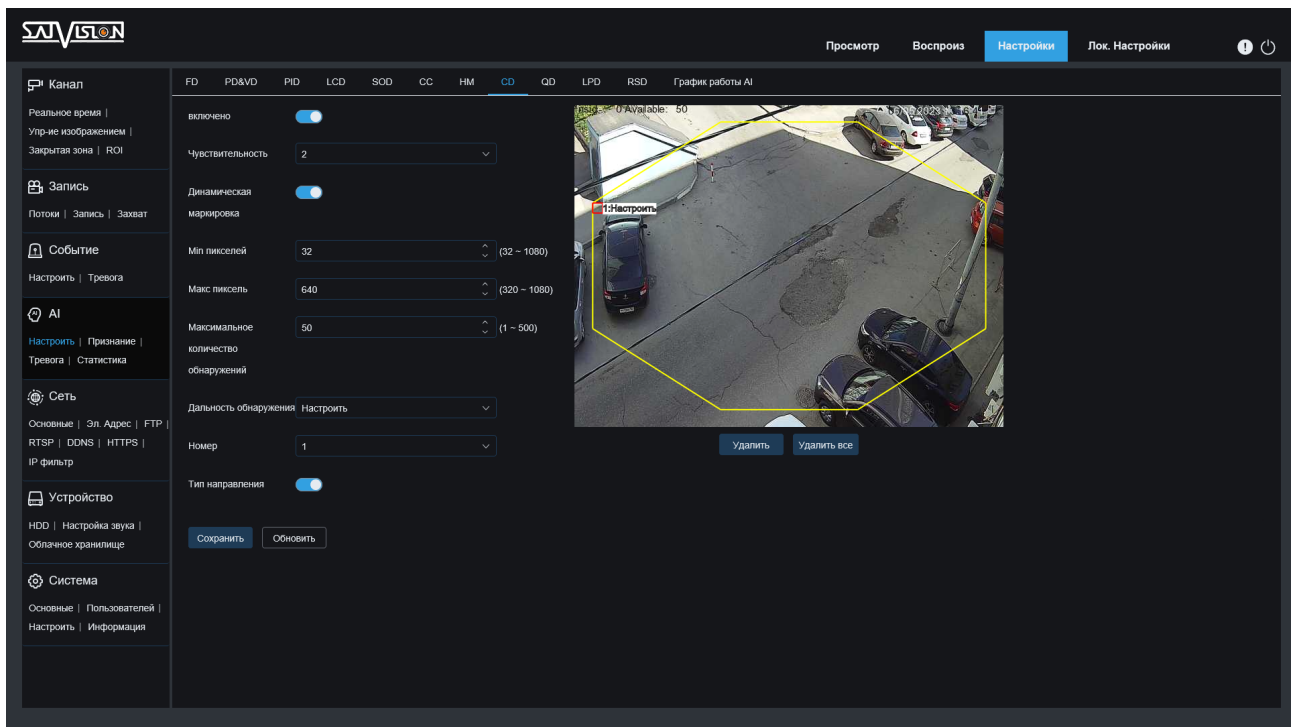 SATVISION
Просмотр Воспроиз Настройки Лок. Настройки
Канал
Реальное время |
Упр-ие изображением |
Закрытая зона | ROI
Запись
Потоки | Запись | Захват
Событие
Настроить | Тревога
AI
Настроить | Признание |
Тревога | Статистика
Сеть
Основные | Эл. Адрес | FTP |
RTSP | DDNS | HTTPS |
IP фильтр
Устройство
HDD | Настройка звука |
Облачное хранилище
Система
Основные | Пользователей |
Настроить | Информация
FD PD&VD PID LCD SOD CC HM CD QD LPD RSD График работы AI
включено
Чувствительность 2
Динамическая
маркировка
Min пикселей 32 (32 ~ 1080)
Макс пиксель 640 (320 ~ 1080)
Максимальное 50 (1 ~ 500)
количество
обнаружений
Дальность обнаружения Настроить
Номер 1
Тип направления
Сохранить Обновить
0 Available: 50
1:Настроить
Удалить Удалить все